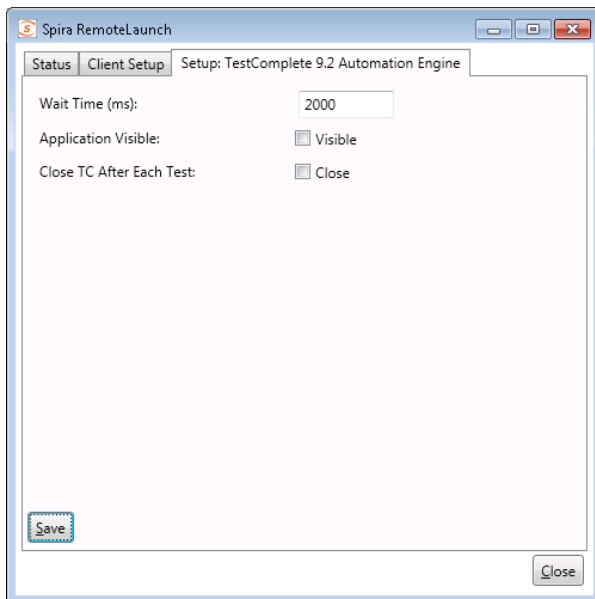 Spira RemoteLaunch
Status Client Setup Setup: TestComplete 9.2 Automation Engine
Wait Time (ms): 2000
Application Visible: Visible
Close TC After Each Test: Close
Save
Close